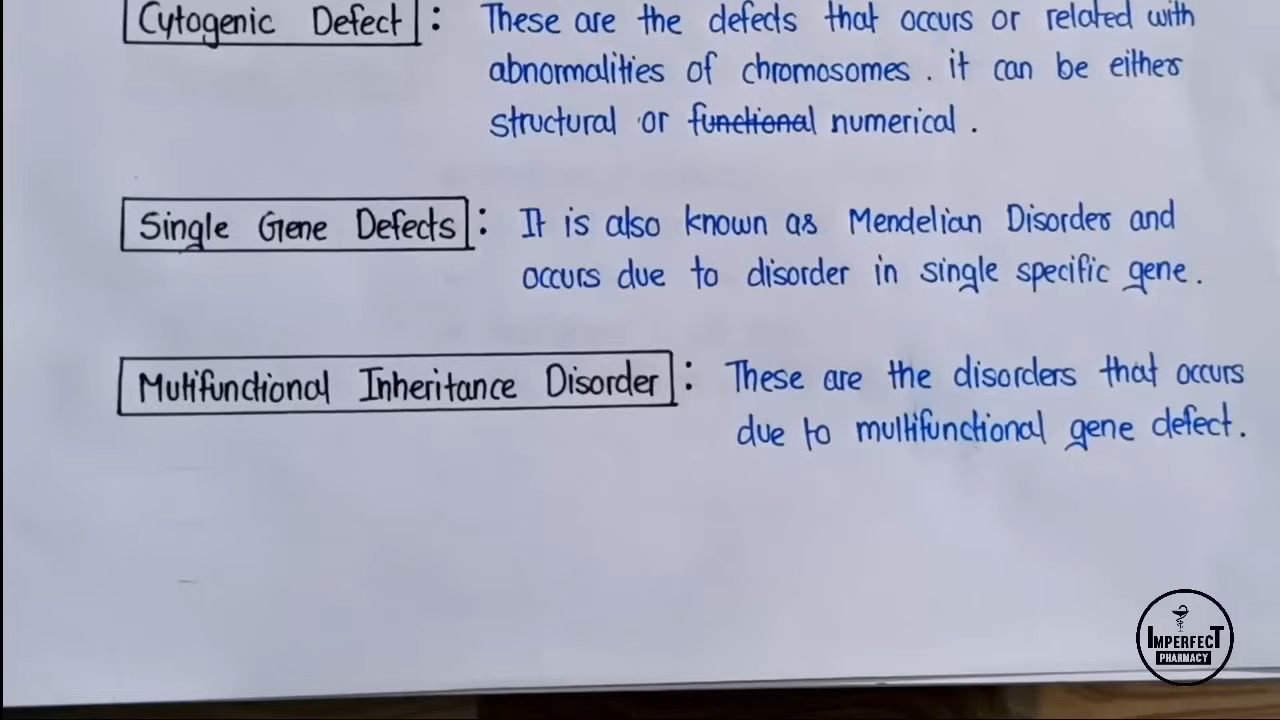 Cytogenic Defect : These are the defects that occurs or related with
abnormalities of chromosomes . it can be either
structural or functional numerical .
Single Gene Defects : It is also known as Mendelian Disorder and
occurs due to disorder in single specific gene .
Mutifunctional Inheritance Disorder : These are the disorders that occurs
due to multifunctional gene defect .
IMPERFECT
PHARMACY